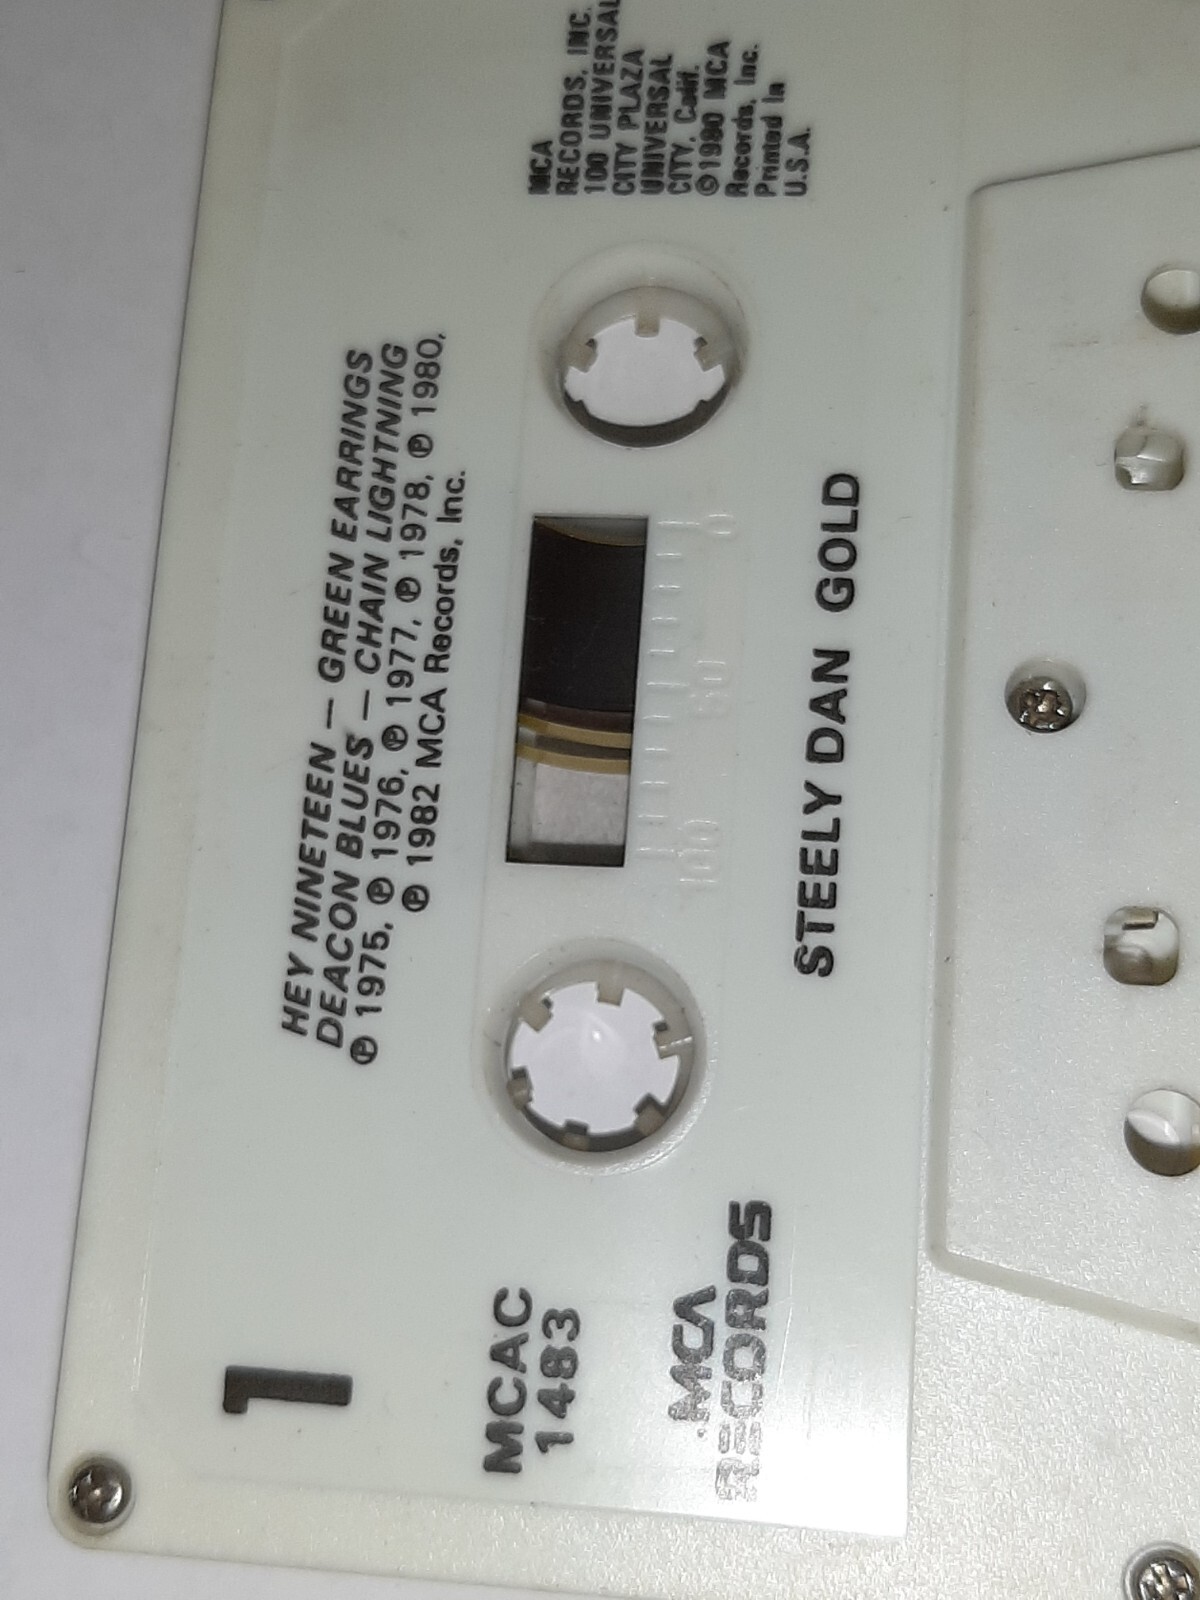 HEY NINETEEN — GREEN EARRINGS
DEACON BLUES — CHAIN LIGHTNING
℗ 1975, ℗ 1976, ℗ 1977, ℗ 1978, ℗ 1980,
℗ 1982 MCA Records, Inc.
1
MCAC
1483
MCA
RECORDS
MCA
RECORDS, INC.
100 UNIVERSAL
CITY PLAZA
UNIVERSAL
CITY, Calif.
©1980 MCA
Records, Inc.
Printed in
U.S.A.
100 50 0
STEELY DAN GOLD